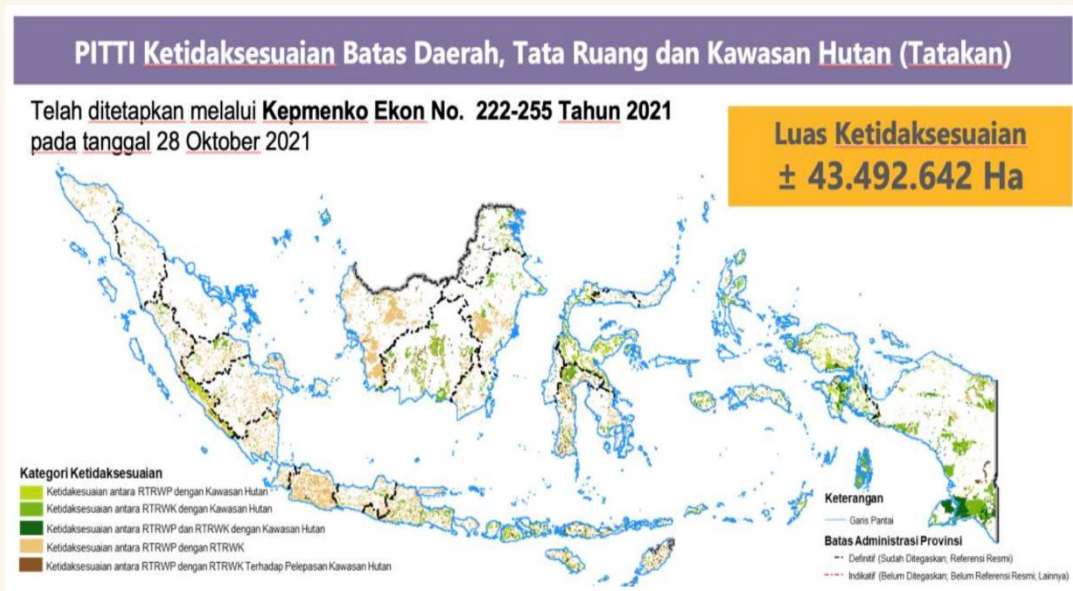 PITTI Ketidaksesuaian Batas Daerah, Tata Ruang dan Kawasan Hutan (Tatakan)
Telah ditetapkan melalui Kepmenko Ekon No. 222-255 Tahun 2021
pada tanggal 28 Oktober 2021
Luas Ketidaksesuaian
± 43.492.642 Ha
Kategori Ketidaksesuaian
Ketidakesuaian antara RTRWP dengan Kawasan Hutan
Ketidaksesuaian antara RTRWK dengan Kawasan Hutan
Ketidaksesuaian antara RTRWP dan RTRWK dengan Kawasan Hutan
Ketidaksesuaian antara RTRWP dengan RTRWK
Ketidaksesuaian antara RTRWP dengan RTRWK Terhadap Pelepasan Kawasan Hutan
Keterangan
Garis Pantai
Batas Administrasi Provinsi
Definitif (Sudah Ditegaskan; Referensi Resmi)
Indikatif (Belum Ditegaskan; Belum Referensi Resmi; Lainnya)